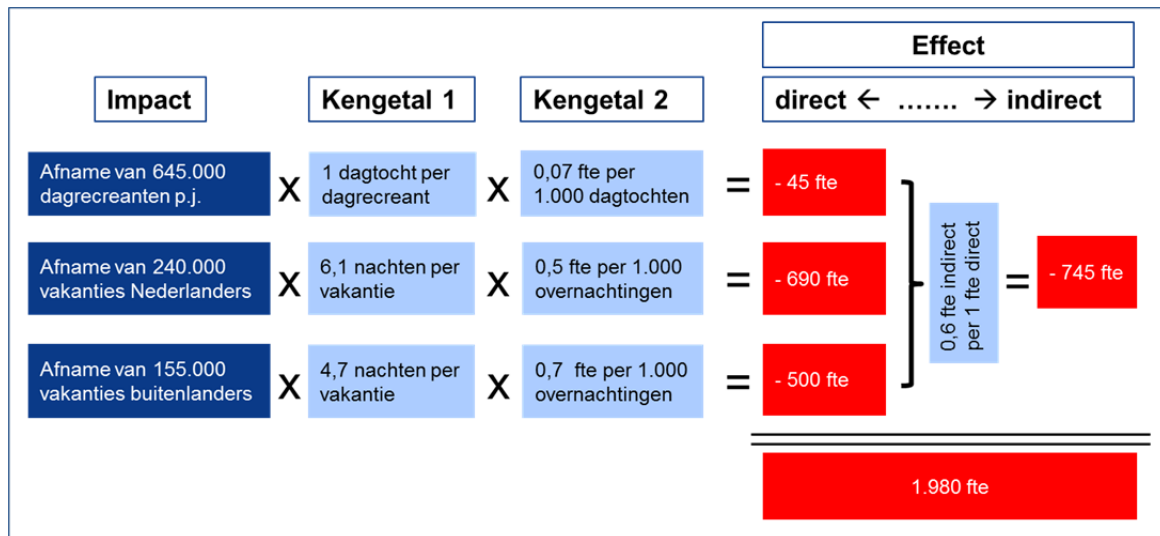 Effect
Impact
Kengetal 1
Kengetal 2
direct ← ....... → indirect
Afname van 645.000
dagrecreanten p.j.
X
1 dagtocht per
dagrecreant
X
0,07 fte per
1.000 dagtochten
=
- 45 fte
Afname van 240.000
vakanties Nederlanders
X
6,1 nachten per
vakantie
X
0,5 fte per 1.000
overnachtingen
=
- 690 fte
0,6 fte indirect
per 1 fte direct
=
- 745 fte
Afname van 155.000
vakanties buitenlanders
X
4,7 nachten per
vakantie
X
0,7 fte per 1.000
overnachtingen
=
- 500 fte
1.980 fte